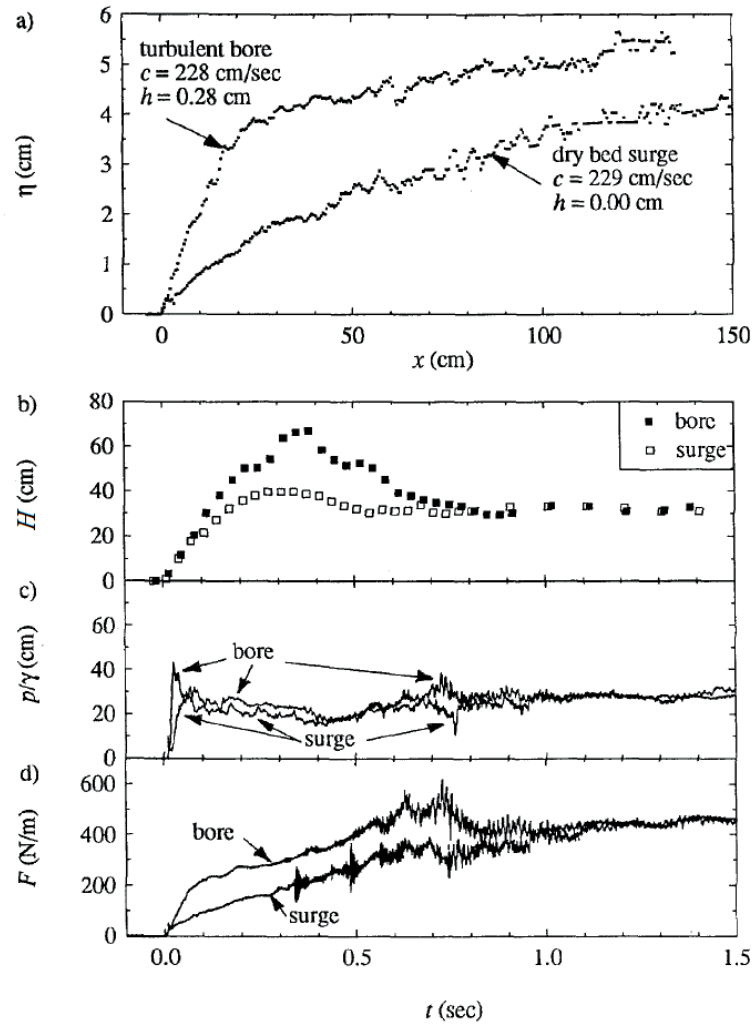 a)
6
5
4
3
2
1
0
η (cm)
turbulent bore
c = 228 cm/sec
h = 0.28 cm
dry bed surge
c = 229 cm/sec
h = 0.00 cm
0
50
100
150
x (cm)
b)
80
60
40
20
0
H (cm)
bore
surge
c)
60
40
20
0
p/γ (cm)
bore
surge
d)
600
400
200
0
F (N/m)
bore
surge
0.0
0.5
1.0
1.5
t (sec)